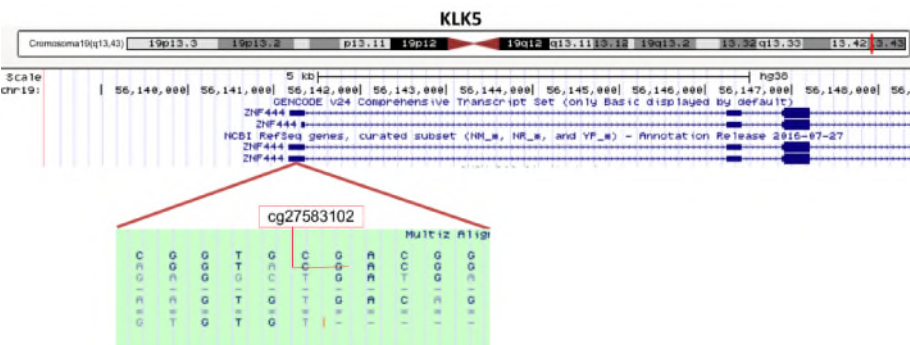 KLK5
Cromosoma19(q13,43) 19p13.3 19p13.2 p13.11 19p12 19q12 q13.11 13.12 19q13.2 13.32 q13.33 13.42 13.43
Scale 5 kb hg38
chr19: 56,140,000 56,141,000 56,142,000 56,143,000 56,144,000 56,145,000 56,146,000 56,147,000 56,148,000 56,
GENCODE v24 Comprehensive Transcript Set (only Basic displayed by default)
ZNF444
ZNF444
NCBI RefSeq genes, curated subset (NM_*, NR_*, and YP_*) - Annotation Release 2016-07-27
ZNF444
ZNF444
cg27583102
Multiz Alig
C G G T G C G A C G G
A G G T A C G A C G G
G A G G C T G A T G A
- - - - - - - - - - -
A A G T G T G A C A G
= = = = = = = = = = =
G T G T G T - - - - -